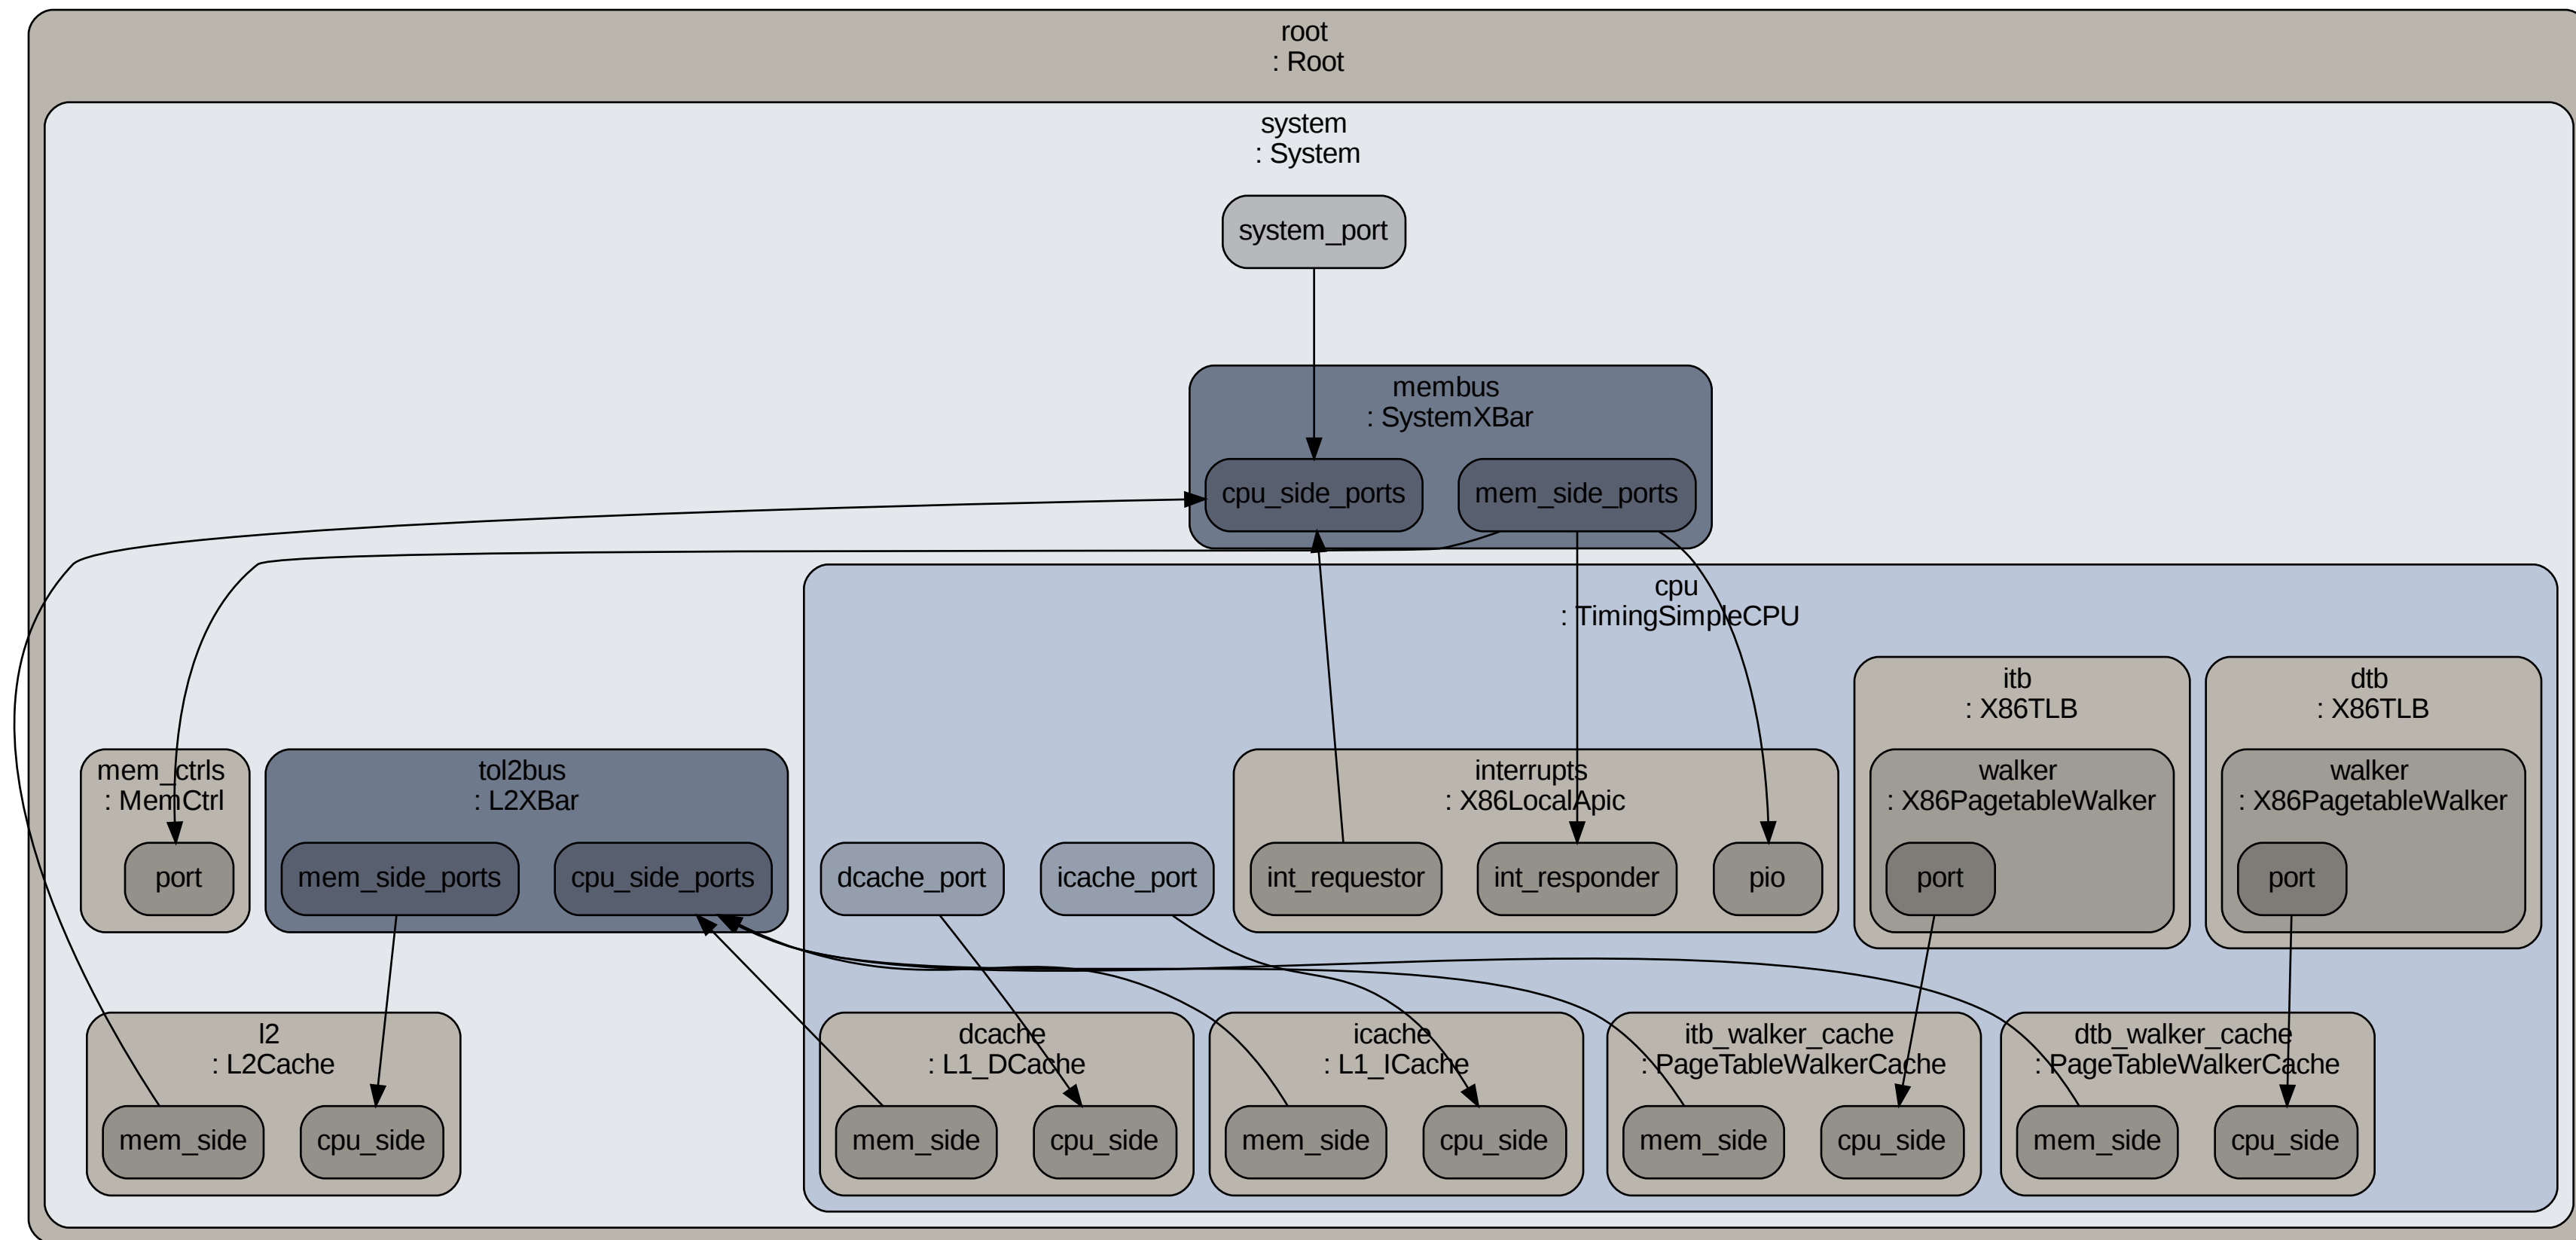 root
: Root
system
: System
system_port
membus
: SystemXBar
cpu_side_ports
mem_side_ports
cpu
: TimingSimpleCPU
itb
: X86TLB
dtb
: X86TLB
mem_ctrls
: MemCtrl
tol2bus
: L2XBar
interrupts
: X86LocalApic
walker
: X86PagetableWalker
walker
: X86PagetableWalker
port
mem_side_ports
cpu_side_ports
dcache_port
icache_port
int_requestor
int_responder
pio
port
port
l2
: L2Cache
dcache
: L1_DCache
icache
: L1_ICache
itb_walker_cache
: PageTableWalkerCache
dtb_walker_cache
: PageTableWalkerCache
mem_side
cpu_side
mem_side
cpu_side
mem_side
cpu_side
mem_side
cpu_side
mem_side
cpu_side